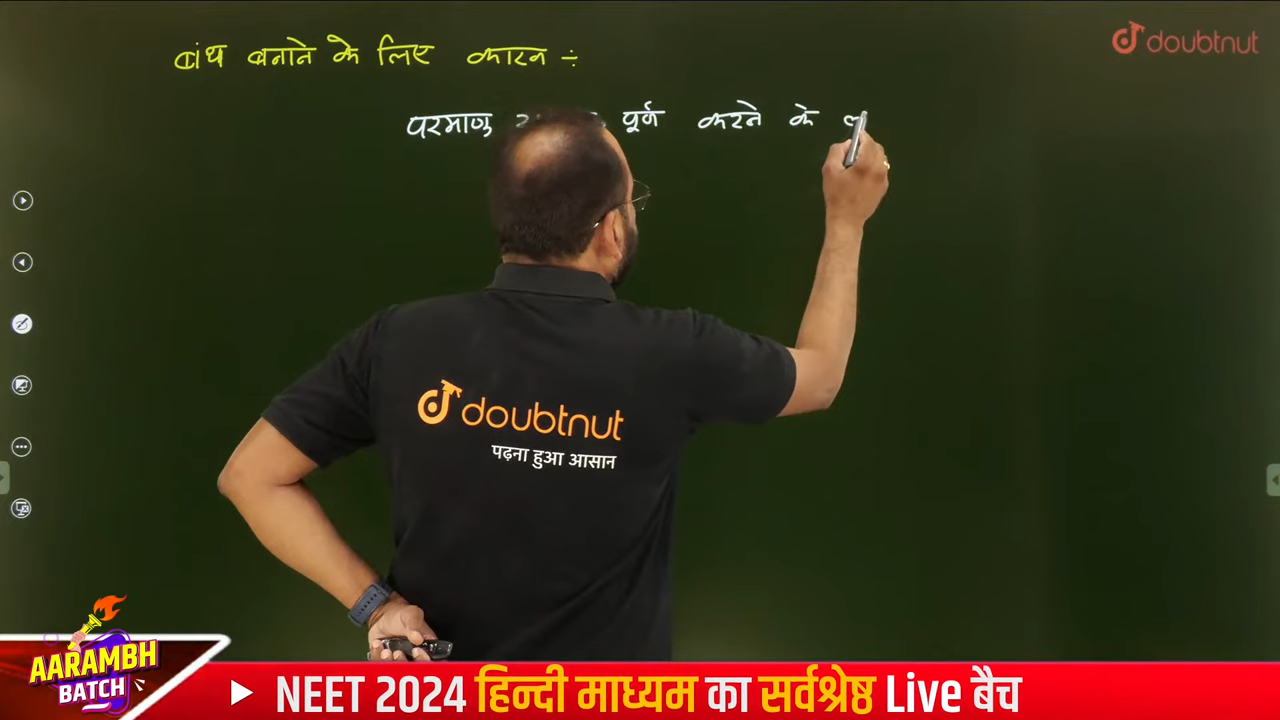 doubtnut
बंध बनाने के लिए कारन ÷
परमाणु पूर्ण करने के
doubtnut
पढ़ना हुआ आसान
AARAMBH
BATCH
NEET 2024 हिन्दी माध्यम का सर्वश्रेष्ठ Live बैच